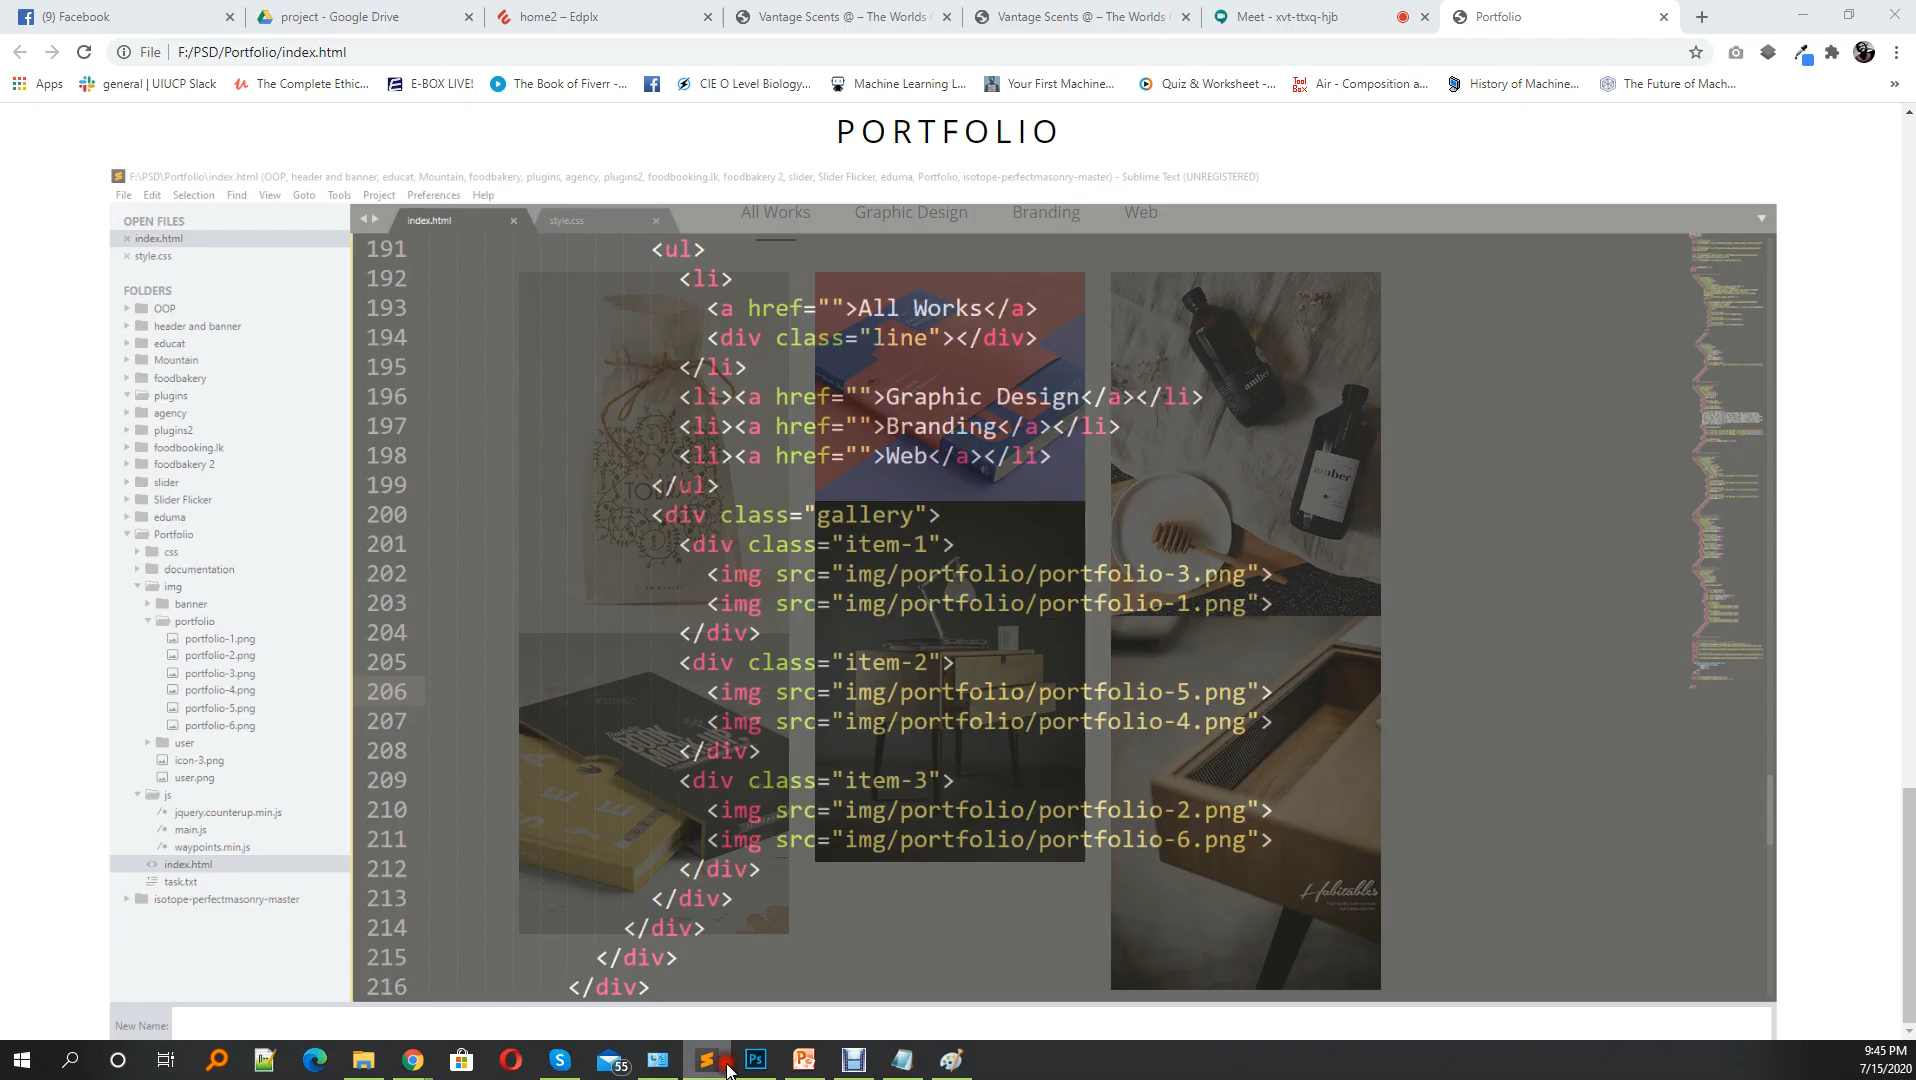 (9) Facebook
project - Google Drive
home2 – Edplx
Vantage Scents @ – The Worlds
Vantage Scents @ – The Worlds
Meet - xvt-ttxq-hjb
Portfolio
File F:/PSD/Portfolio/index.html
Apps general | UIUCP Slack The Complete Ethic... E-BOX LIVE! The Book of Fiverr -... CIE O Level Biology... Machine Learning L... Your First Machine... Quiz & Worksheet -... Tool Box Air - Composition a... History of Machine... The Future of Mach... »
PORTFOLIO
F:\PSD\Portfolio\index.html (OOP, header and banner, educat, Mountain, foodbakery, plugins, agency, plugins2, foodbooking.lk, foodbakery 2, slider, Slider Flicker, eduma, Portfolio, isotope-perfectmasonry-master) - Sublime Text (UNREGISTERED)
File Edit Selection Find View Goto Tools Project Preferences Help
OPEN FILES
index.html
style.css
FOLDERS
OOP
header and banner
educat
Mountain
foodbakery
plugins
agency
plugins2
foodbooking.lk
foodbakery 2
slider
Slider Flicker
eduma
Portfolio
css
documentation
img
banner
portfolio
portfolio-1.png
portfolio-2.png
portfolio-3.png
portfolio-4.png
portfolio-5.png
portfolio-6.png
user
icon-3.png
user.png
js
jquery.counterup.min.js
main.js
waypoints.min.js
index.html
task.txt
isotope-perfectmasonry-master
index.html style.css
All Works Graphic Design Branding Web
191 <ul>
192 <li>
193 <a href="">All Works</a>
194 <div class="line"></div>
195 </li>
196 <li><a href="">Graphic Design</a></li>
197 <li><a href="">Branding</a></li>
198 <li><a href="">Web</a></li>
199 </ul>
200 <div class="gallery">
201 <div class="item-1">
202 <img src="img/portfolio/portfolio-3.png">
203 <img src="img/portfolio/portfolio-1.png">
204 </div>
205 <div class="item-2">
206 <img src="img/portfolio/portfolio-5.png">
207 <img src="img/portfolio/portfolio-4.png">
208 </div>
209 <div class="item-3">
210 <img src="img/portfolio/portfolio-2.png">
211 <img src="img/portfolio/portfolio-6.png">
212 </div>
213 </div>
214 </div>
215 </div>
216 </div>
amber
amber
Habitables
New Name:
55
Ps
9:45 PM
7/15/2020